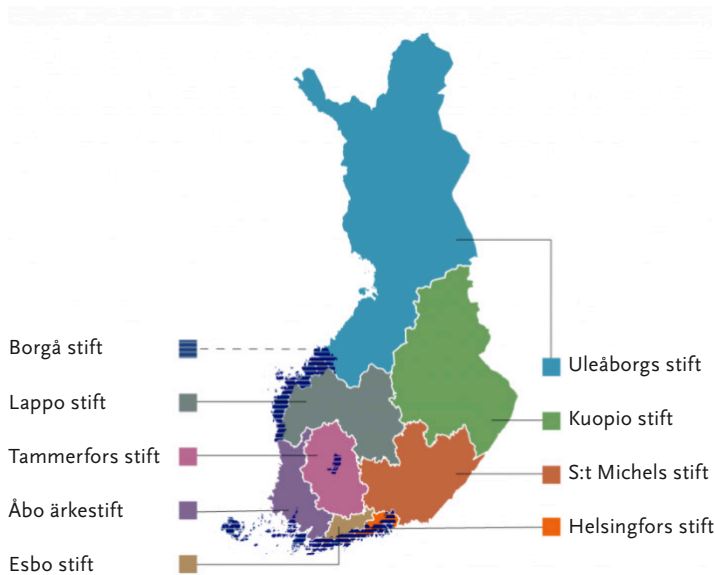 Borgå stift
Lappo stift
Tammerfors stift
Åbo ärkestift
Esbo stift
Uleåborgs stift
Kuopio stift
S:t Michels stift
Helsingfors stift